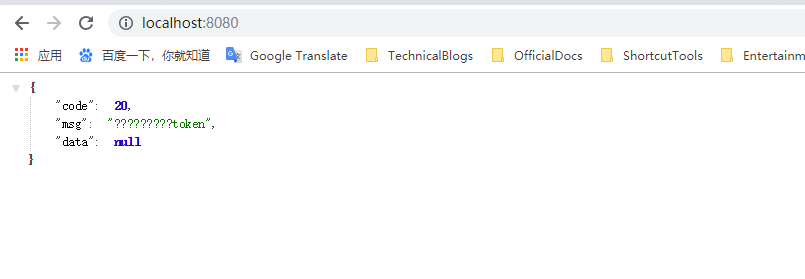 localhost:8080
应用 百度一下，你就知道 Google Translate TechnicalBlogs OfficialDocs ShortcutTools Entertainm
{
"code": 20,
"msg": "?????????token",
"data": null
}